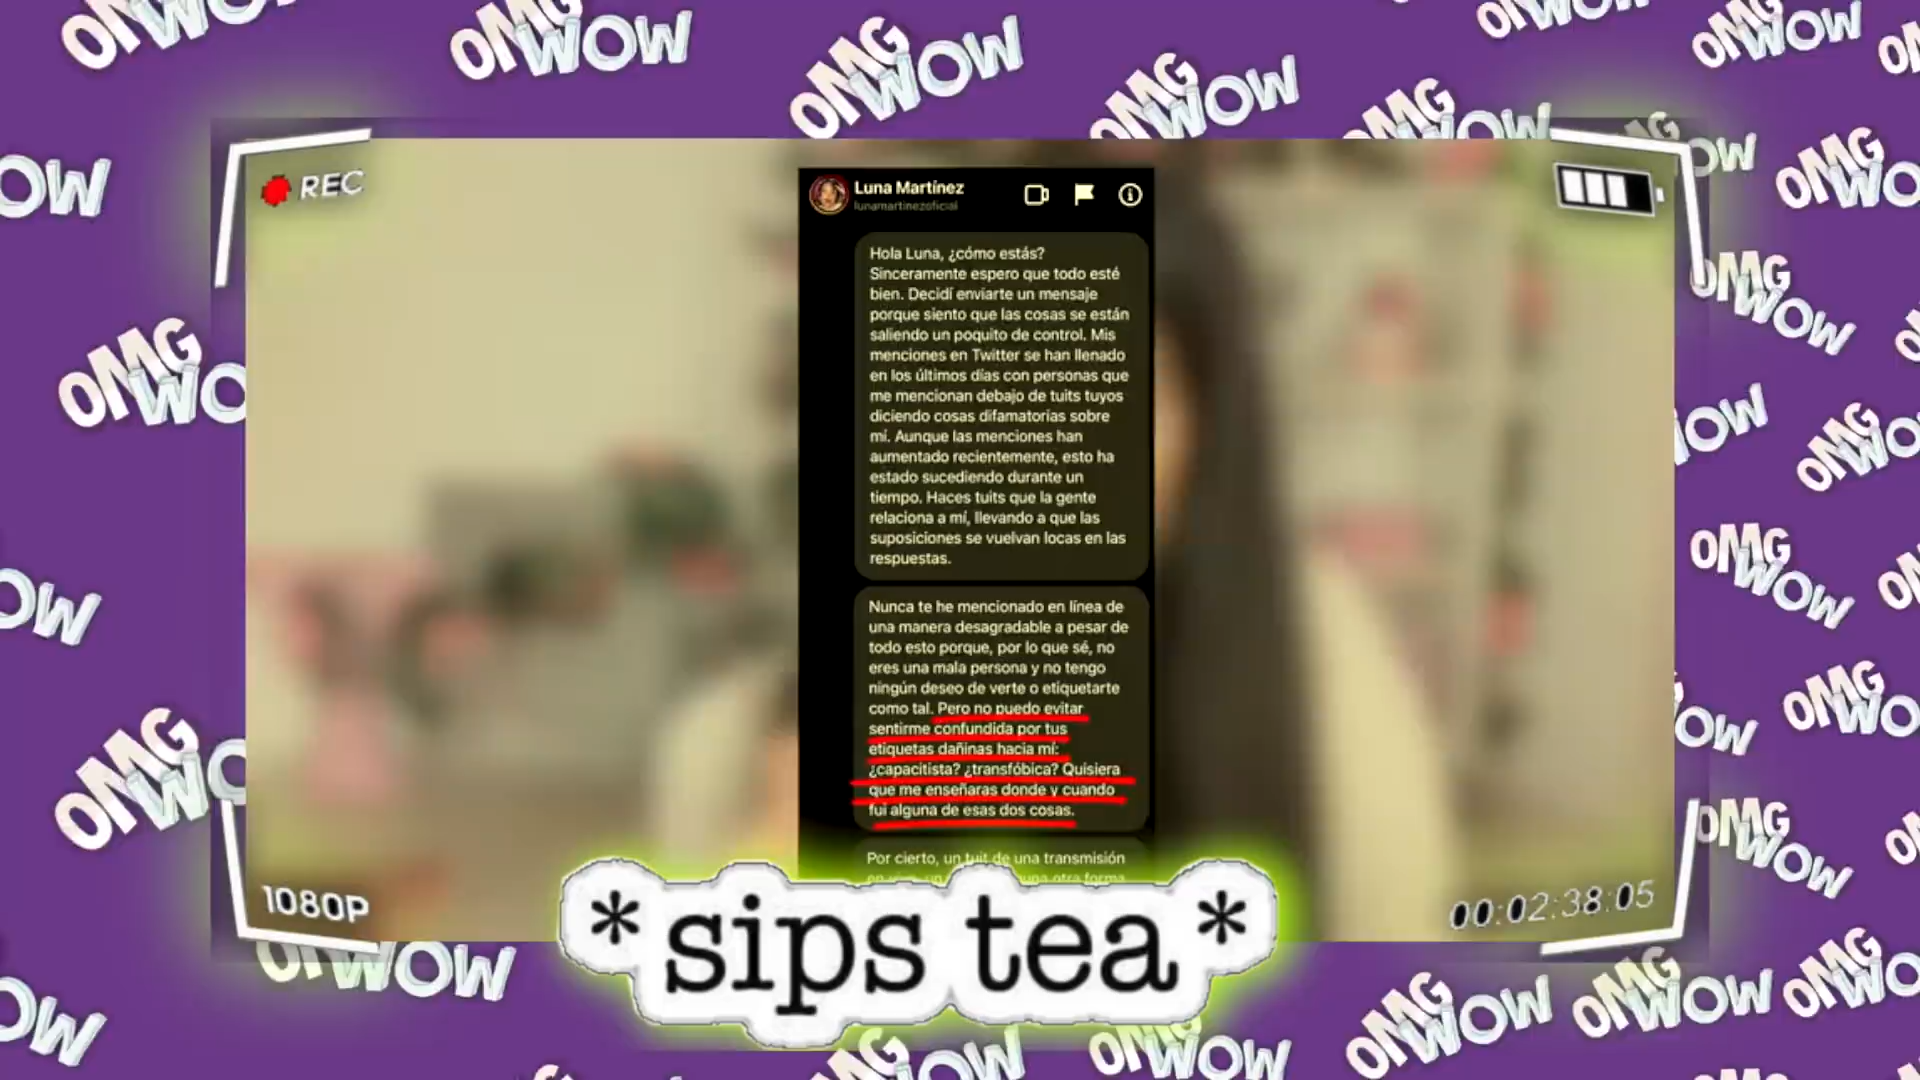 REC
Luna Martínez
lunamartinezoficial
Hola Luna, ¿cómo estás?
Sinceramente espero que todo esté
bien. Decidí enviarte un mensaje
porque siento que las cosas se están
saliendo un poquito de control. Mis
menciones en Twitter se han llenado
en los últimos días con personas que
me mencionan debajo de tuits tuyos
diciendo cosas difamatorias sobre
mí. Aunque las menciones han
aumentado recientemente, esto ha
estado sucediendo durante un
tiempo. Haces tuits que la gente
relaciona a mí, llevando a que las
suposiciones se vuelvan locas en las
respuestas.
Nunca te he mencionado en línea de
una manera desagradable a pesar de
todo esto porque, por lo que sé, no
eres una mala persona y no tengo
ningún deseo de verte o etiquetarte
como tal. Pero no puedo evitar
sentirme confundida por tus
etiquetas dañinas hacia mí:
¿capacitista? ¿transfóbica? Quisiera
que me enseñaras donde y cuando
fui alguna de esas dos cosas.
Por cierto, un tuit de una transmisión
1080P
00:02:38:05
*sips tea*
OMG
WOW